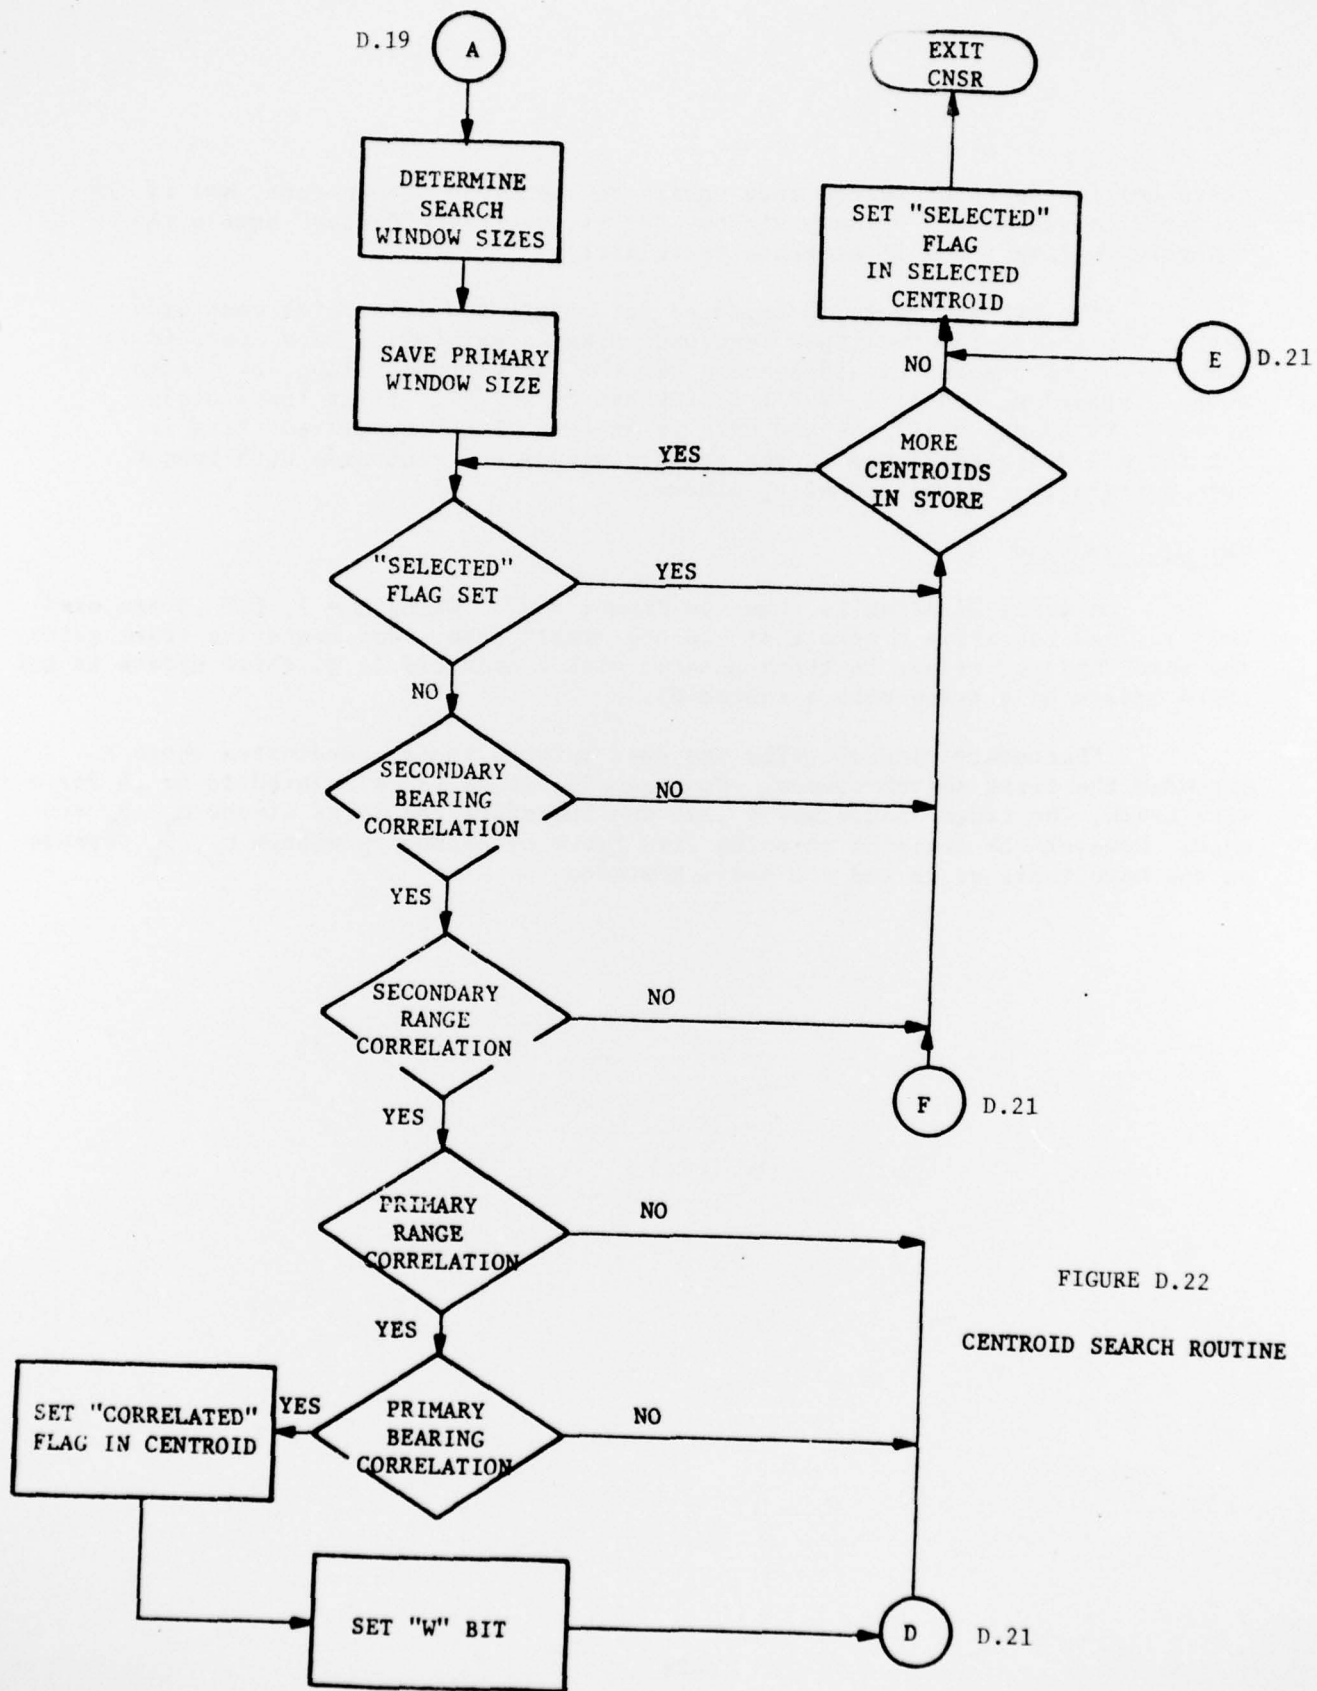 D.19
A
DETERMINE
SEARCH
WINDOW SIZES
SAVE PRIMARY
WINDOW SIZE
"SELECTED"
FLAG SET
YES
NO
SECONDARY
BEARING
CORRELATION
NO
YES
SECONDARY
RANGE
CORRELATION
NO
YES
PRIMARY
RANGE
CORRELATION
NO
YES
PRIMARY
BEARING
CORRELATION
NO
YES
SET "CORRELATED"
FLAG IN CENTROID
SET "W" BIT
D
D.21
F
D.21
MORE
CENTROIDS
IN STORE
YES
NO
E
D.21
SET "SELECTED"
FLAG
IN SELECTED
CENTROID
EXIT
CNSR
FIGURE D.22
CENTROID SEARCH ROUTINE